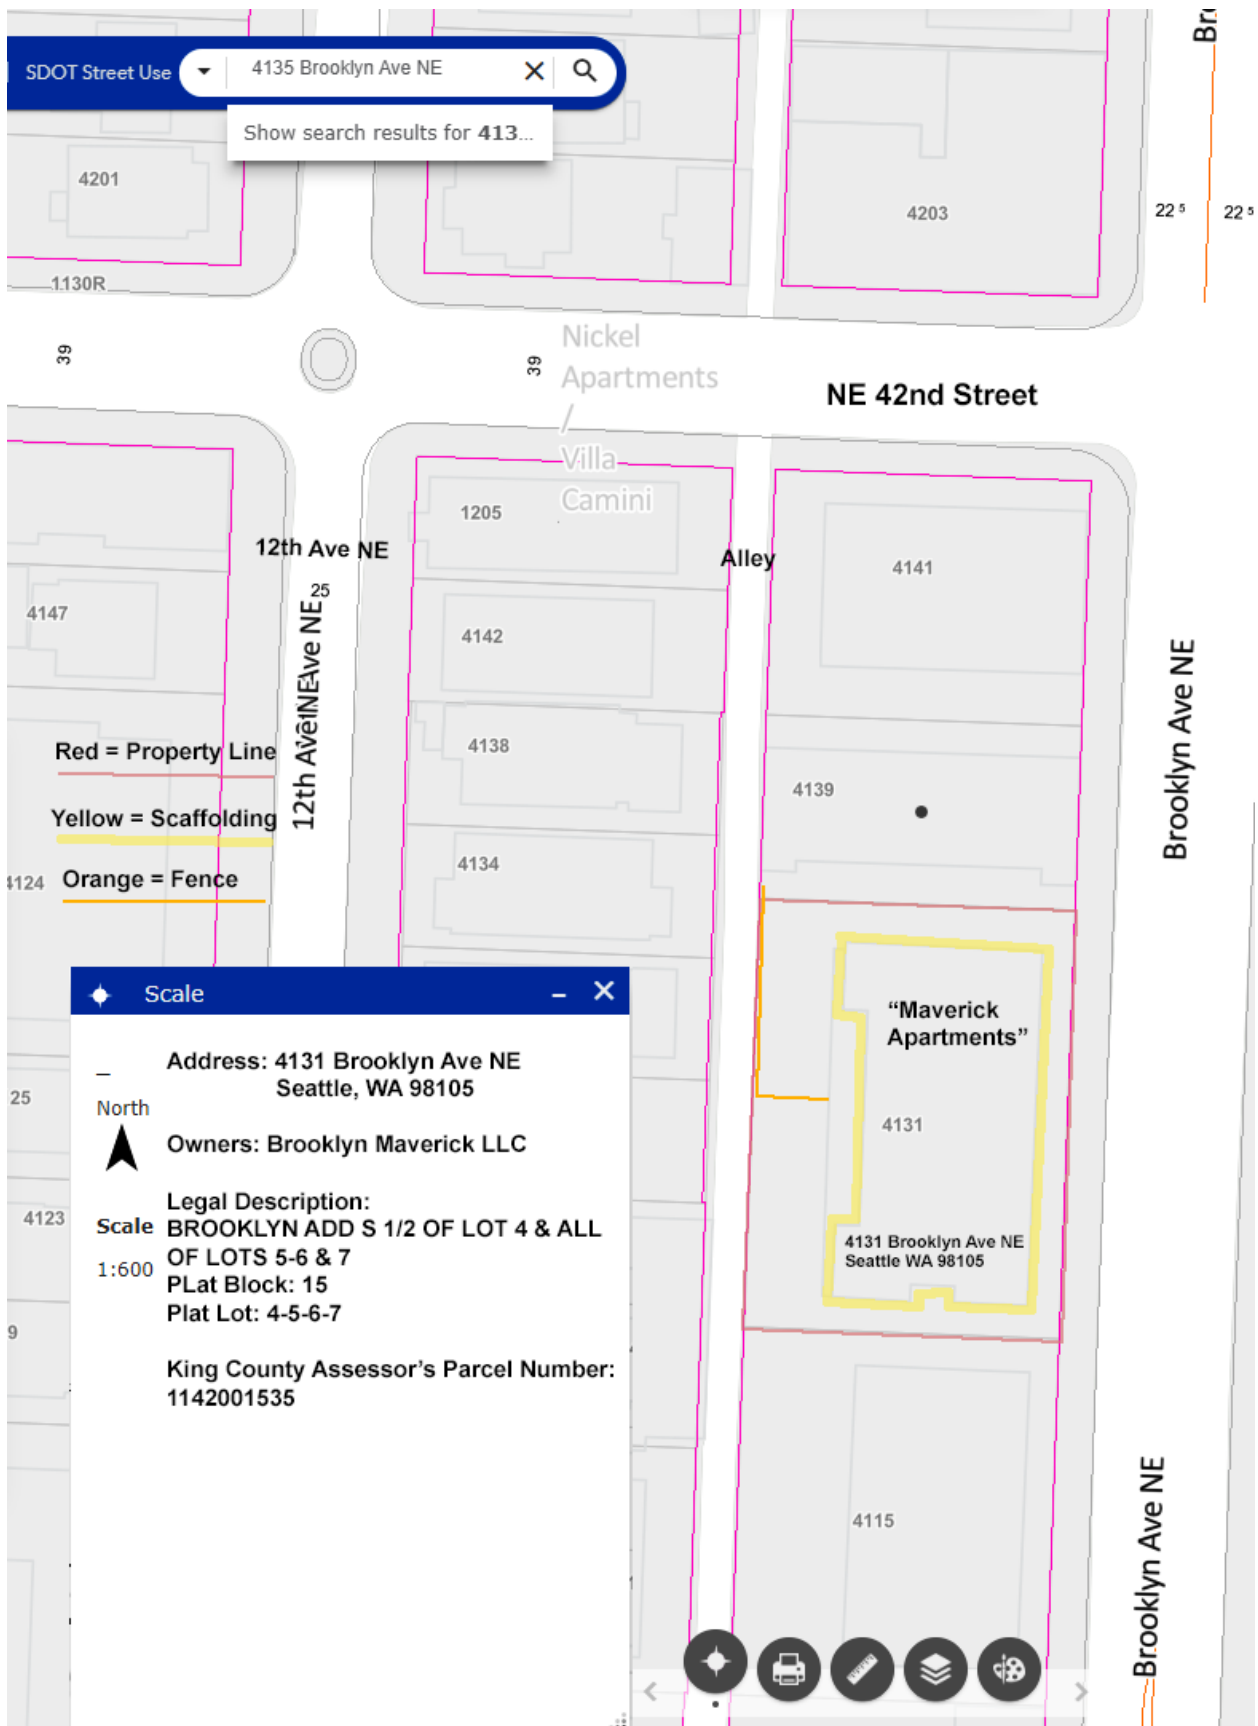 SDOT Street Use
4135 Brooklyn Ave NE
Show search results for 413...
4201
1130R
4203
22 5
22 5
39
39
Nickel
Apartments
/
Villa
Camini
NE 42nd Street
1205
12th Ave NE
25
Alley
4141
4147
4142
12th Ave NE
Brooklyn Ave NE
4138
Red = Property Line
4139
Yellow = Scaffolding
4134
4124
Orange = Fence
Scale
Address: 4131 Brooklyn Ave NE
Seattle, WA 98105
North
Owners: Brooklyn Maverick LLC
Legal Description:
Scale
BROOKLYN ADD S 1/2 OF LOT 4 & ALL
OF LOTS 5-6 & 7
1:600
PLat Block: 15
Plat Lot: 4-5-6-7
King County Assessor's Parcel Number:
1142001535
25
4123
9
"Maverick
Apartments"
4131
4131 Brooklyn Ave NE
Seattle WA 98105
4115
Brooklyn Ave NE